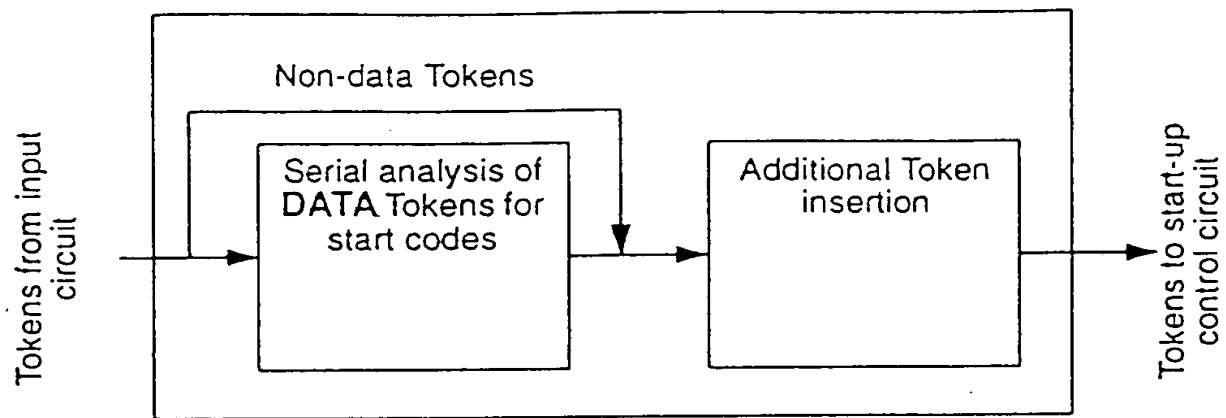 Non-data Tokens
Tokens from input
circuit
Serial analysis of
DATA Tokens for
start codes
Additional Token
insertion
Tokens to start-up
control circuit